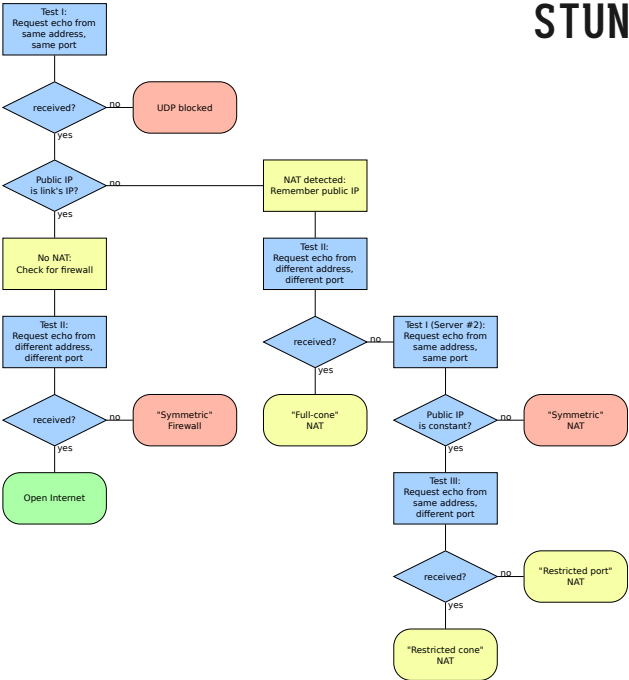 STUN
Test I:
Request echo from
same address,
same port
received?
no
UDP blocked
yes
Public IP
is link's IP?
no
NAT detected:
Remember public IP
yes
No NAT:
Check for firewall
Test II:
Request echo from
different address,
different port
Test II:
Request echo from
different address,
different port
received?
no
Test I (Server #2):
Request echo from
same address,
same port
yes
received?
no
"Symmetric"
Firewall
yes
"Full-cone"
NAT
Public IP
is constant?
no
"Symmetric"
NAT
yes
Open Internet
Test III:
Request echo from
same address,
different port
received?
no
"Restricted port"
NAT
yes
"Restricted cone"
NAT